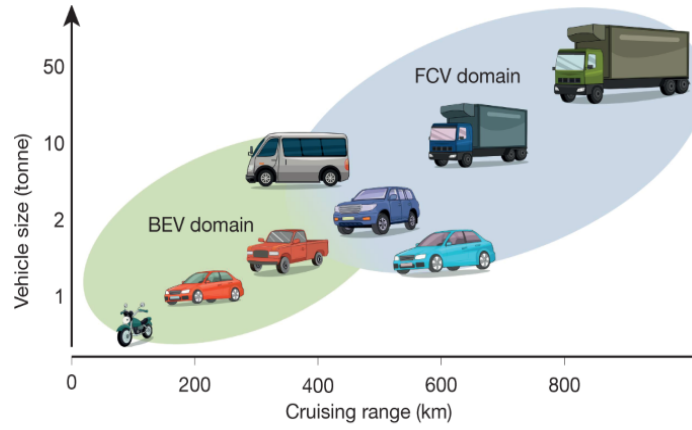 50
FCV domain
10
Vehicle size (tonne)
2
BEV domain
1
0
200
400
600
800
Cruising range (km)